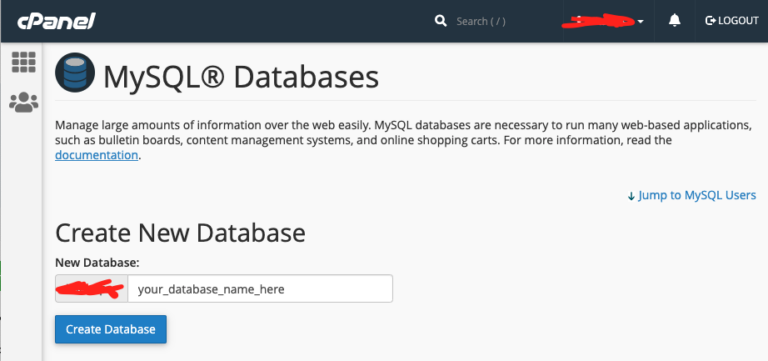 cPanel
Search ( / )
LOGOUT
MySQL® Databases
Manage large amounts of information over the web easily. MySQL databases are necessary to run many web-based applications,
such as bulletin boards, content management systems, and online shopping carts. For more information, read the
documentation.
↓ Jump to MySQL Users
Create New Database
New Database:
your_database_name_here
Create Database